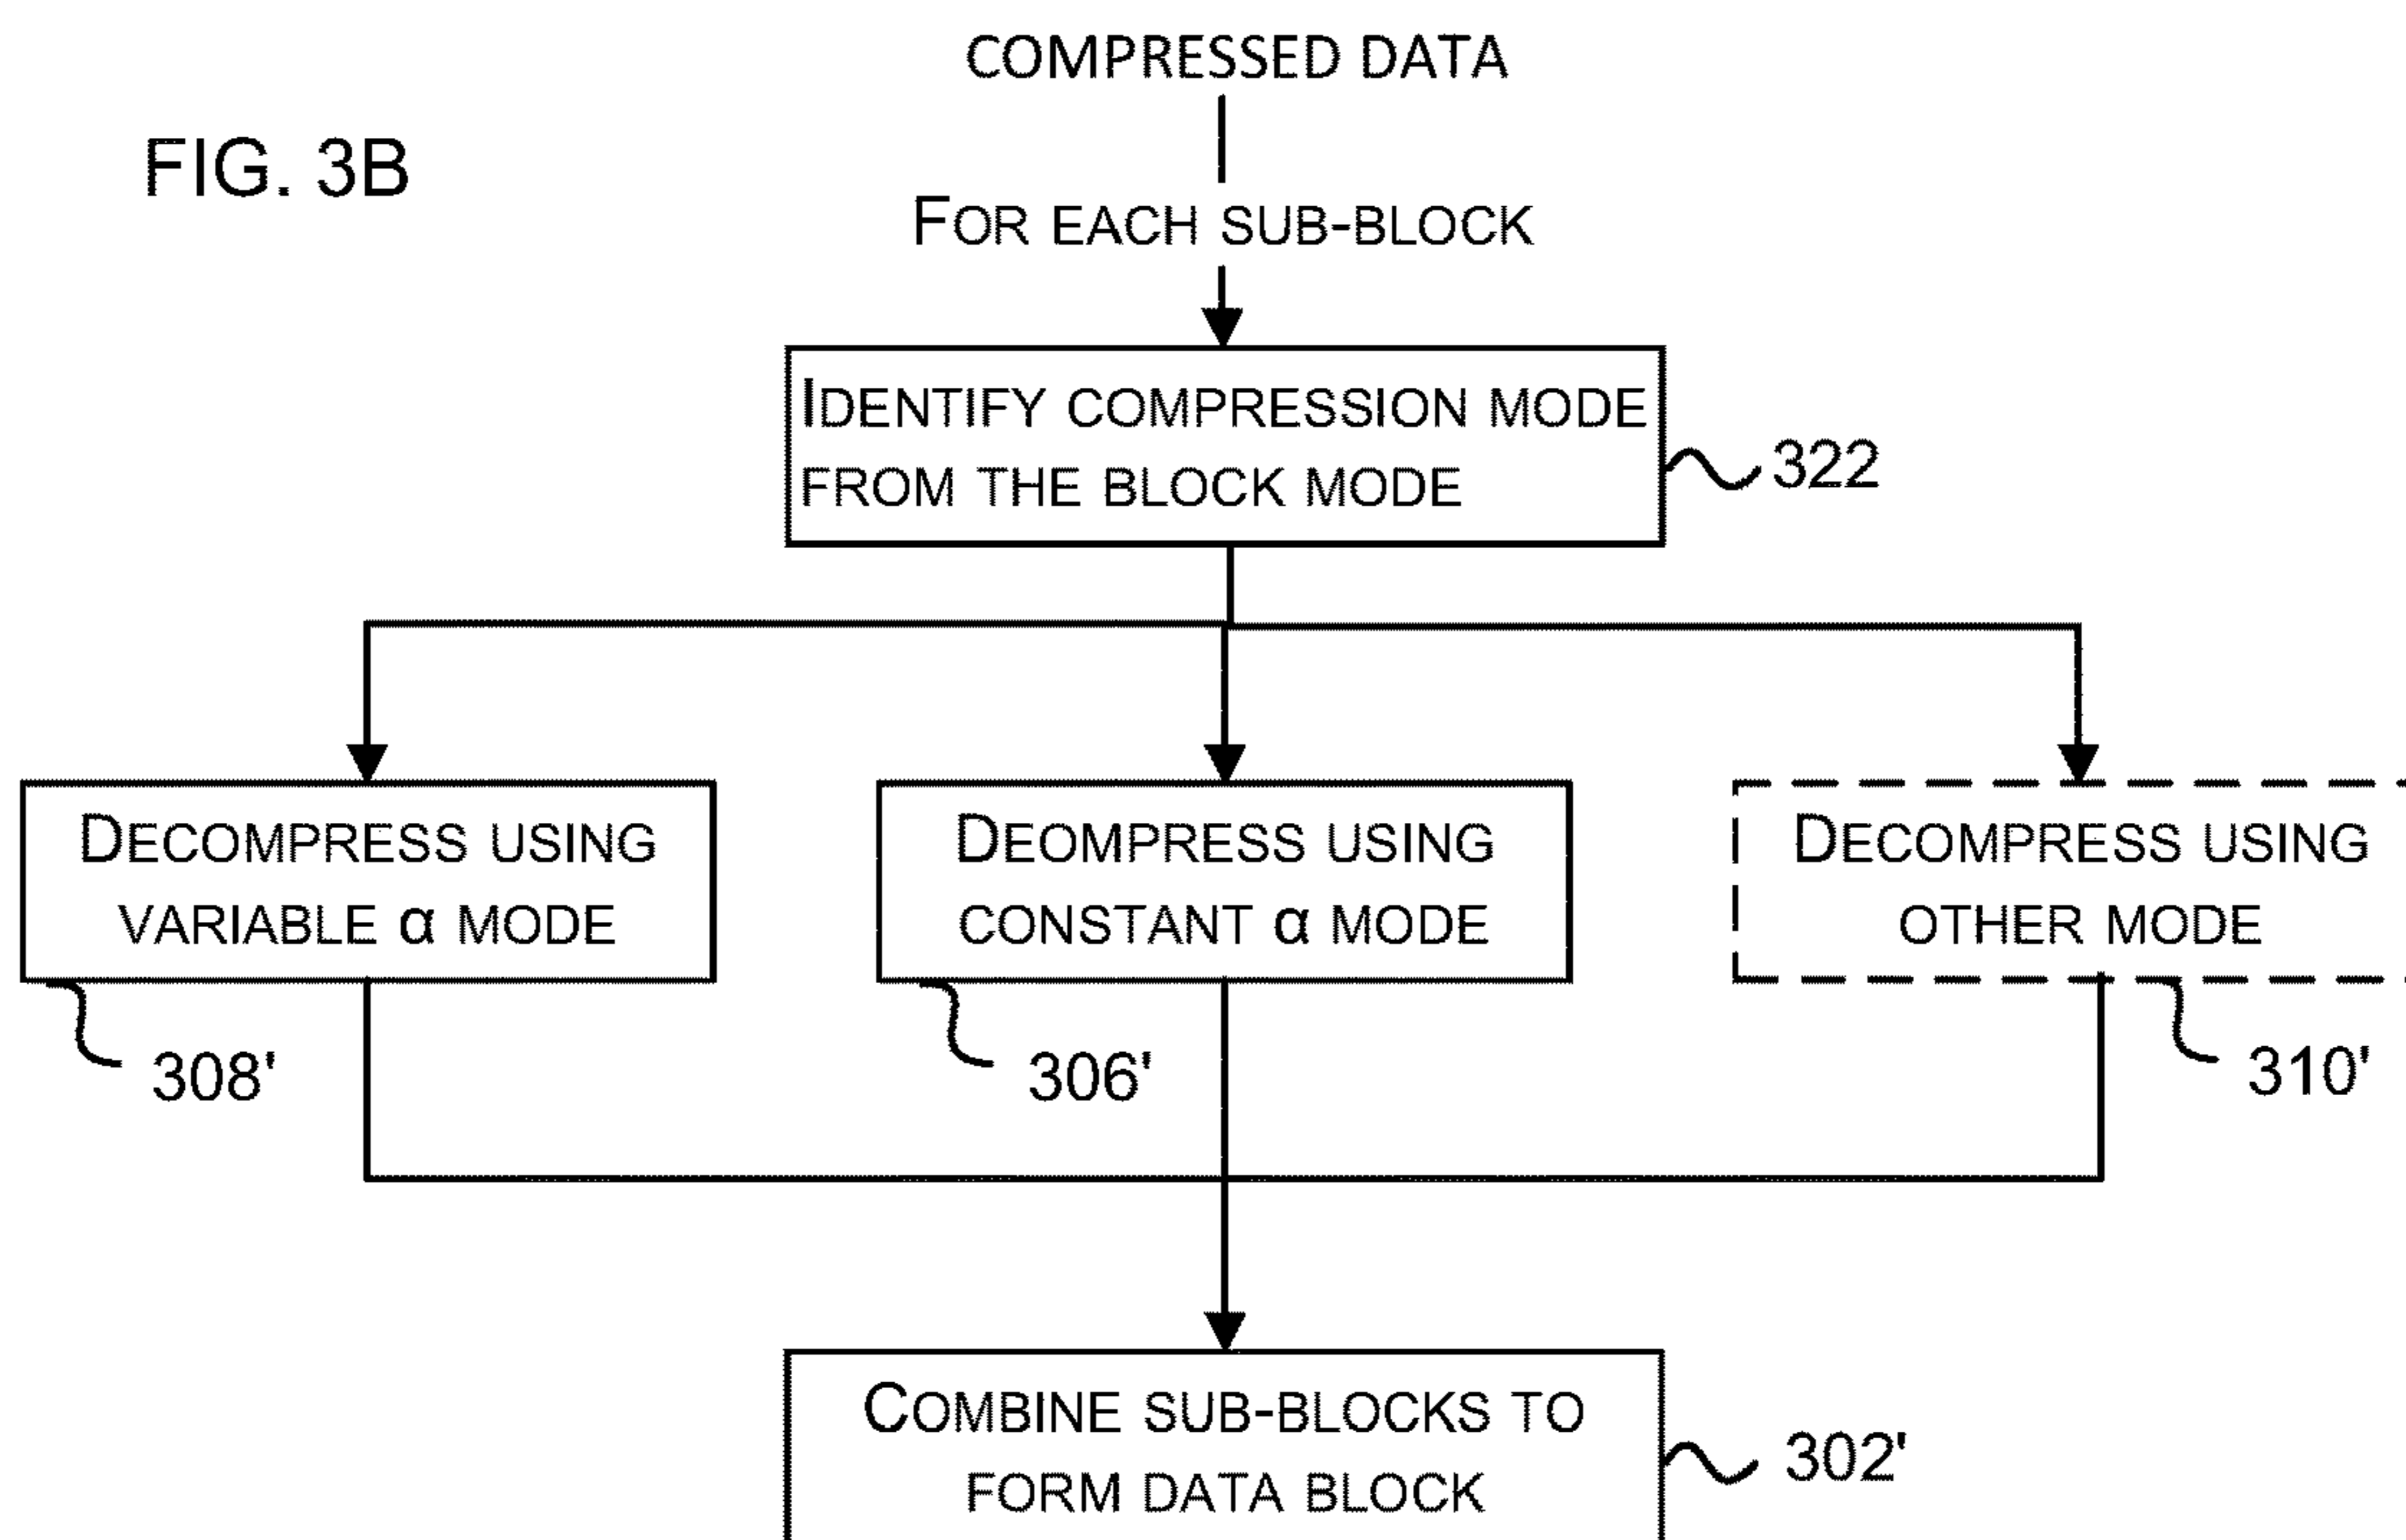 COMPRESSED DATA
FIG. 3B
FOR EACH SUB-BLOCK
IDENTIFY COMPRESSION MODE
FROM THE BLOCK MODE
322
DECOMPRESS USING
VARIABLE α MODE
308'
DEOMPRESS USING
CONSTANT α MODE
306'
DECOMPRESS USING
OTHER MODE
310'
COMBINE SUB-BLOCKS TO
FORM DATA BLOCK
302'